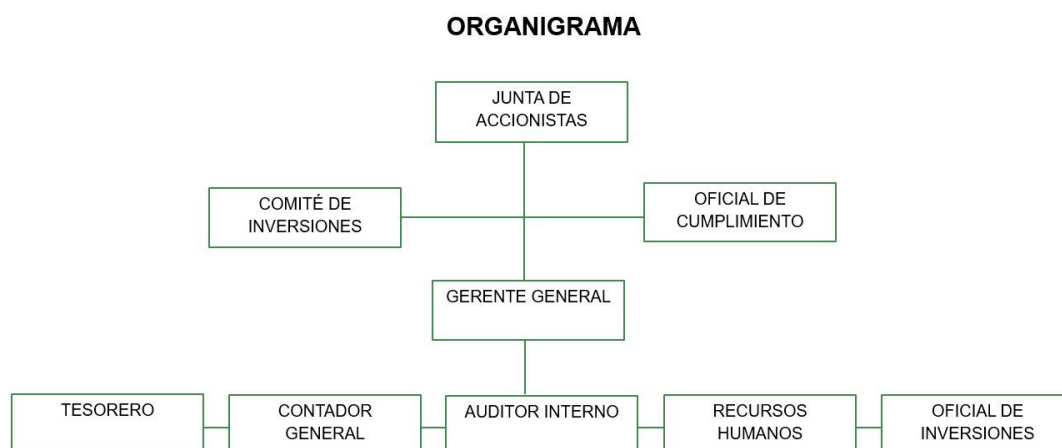 ORGANIGRAMA
JUNTA DE
ACCIONISTAS
COMITÉ DE
INVERSIONES
OFICIAL DE
CUMPLIMIENTO
GERENTE GENERAL
TESORERO
CONTADOR
GENERAL
AUDITOR INTERNO
RECURSOS
HUMANOS
OFICIAL DE
INVERSIONES